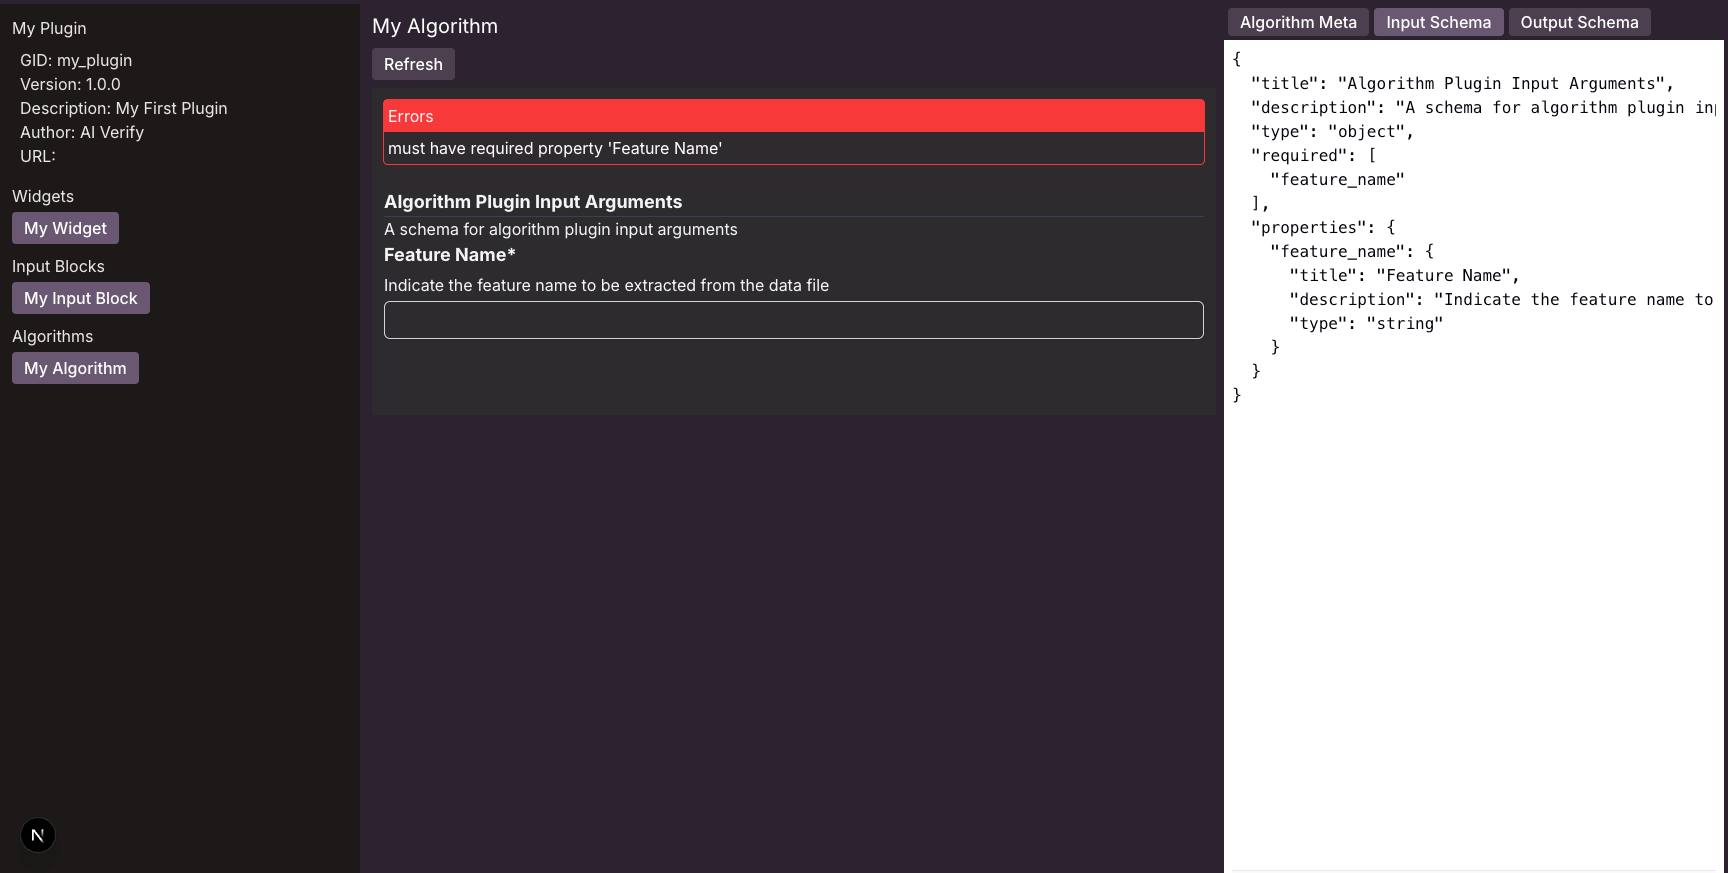 My Plugin
GID: my_plugin
Version: 1.0.0
Description: My First Plugin
Author: AI Verify
URL:
Widgets
My Widget
Input Blocks
My Input Block
Algorithms
My Algorithm
N
My Algorithm
Refresh
Errors
must have required property 'Feature Name'
Algorithm Plugin Input Arguments
A schema for algorithm plugin input arguments
Feature Name*
Indicate the feature name to be extracted from the data file
Algorithm Meta Input Schema Output Schema
{
  "title": "Algorithm Plugin Input Arguments",
  "description": "A schema for algorithm plugin in
  "type": "object",
  "required": [
    "feature_name"
  ],
  "properties": {
    "feature_name": {
      "title": "Feature Name",
      "description": "Indicate the feature name to
      "type": "string"
    }
  }
}